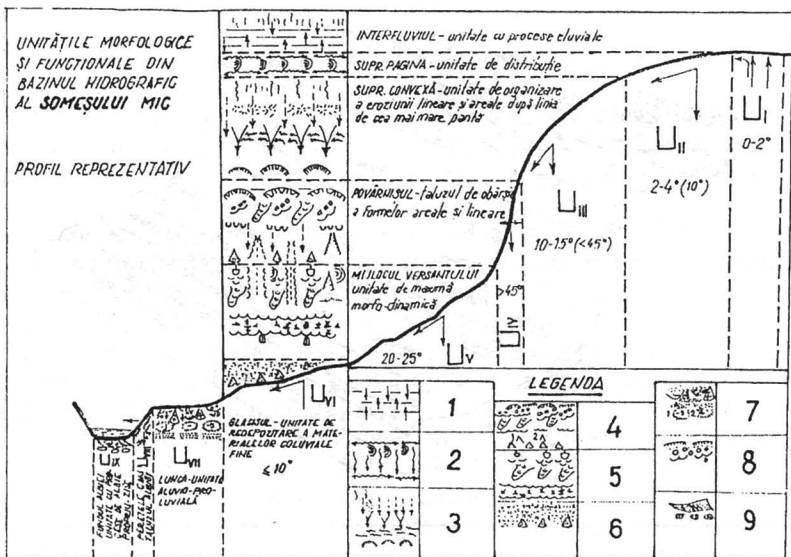 UNITĂȚILE MORFOLOGICE
ȘI FUNCȚIONALE DIN
BAZINUL HIDROGRAFIC
AL SOMEȘULUI MIC
PROFIL REPREZENTATIV
INTERFLUVIUL - unitate cu procese eluviale
SUPR. PAGINA - unitate de distribuție
SUPR. CONVEXĂ - unitate de organizare
a eroziunii lineare și areale după linia
de cea mai mare pantă
POVÂRNIȘUL - taluzul de obârșie
a formelor areale și lineare
MIJLOCUL VERSANTULUI
unitate de maximă
morfo-dinamică
I
0-2°
II
2-4° (10°)
III
10-15° (<45°)
>45°
IV
V
20-25°
VI
GLACISUL - UNITATE DE
REDEPOZITARE A MATE-
RIALELOR COLUVIALE
FINE
≤ 10°
VII
LUNCA - UNITATE
ALUVIO-PRO-
LUVIALĂ
IX
FUNDUL ALBIEI
LEGENDA
1
2
3
4
5
6
7
8
9